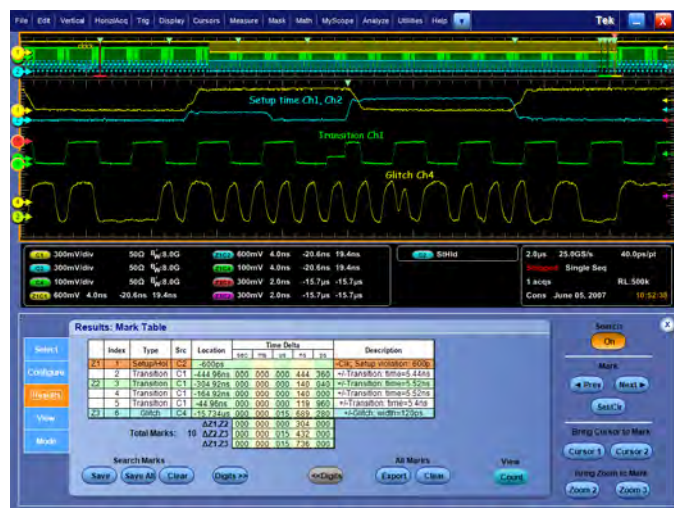 File Edit Vertical Horiz/Acq Trig Display Cursors Measure Mask Math MyScope Analyze Utilities Help Tek X
Setup time Ch1, Ch2
Transition Ch1
Glitch Ch4
C1 300mV/div 50Ω 8.0G Z1C2 600mV 4.0ns -20.6ns 19.4ns StHld 2.0µs 25.0GS/s 40.0ps/pt
300mV/div 50Ω 8.0G 100mV 4.0ns -20.6ns 19.4ns Stopped Single Seq
100mV/div 50Ω 8.0G 300mV 2.0ns -15.7µs -15.7µs 1 acqs RL:500k
Z1C1 600mV 4.0ns -20.6ns 19.4ns 300mV 2.0ns -15.7µs -15.7µs Cons June 05, 2007 10:52:38
Results: Mark Table
Search
X
Select
Configure
Results
View
Mode
Index Type Src Location Time Delta Description
sec ms us ns ps
Z1 1 Setup/Hol C2 -600ps -Clk, Setup violation: 600p
2 Transition C1 -444.96ns 000 000 000 444 360 +/-Transition: time=5.44ns
Z2 3 Transition C1 -304.92ns 000 000 000 140 040 +/-Transition: time=5.52ns
4 Transition C1 -164.92ns 000 000 000 140 000 +/-Transition: time=5.52ns
5 Transition C1 -44.96ns 000 000 000 119 960 +/-Transition: time=5.4ns
Z3 6 Glitch C4 -15.734us 000 000 015 689 280 +/-Glitch, width=120ps
ΔZ1Z2 000 000 000 304 000
Total Marks: 10 ΔZ2Z3 000 000 015 432 000
ΔZ1Z3 000 000 015 736 000
Search Marks All Marks View
Save Save All Clear Digits >> <<Digits Export Clear Count
On
Mark
Prev Next
Set/Clr
Bring Cursor to Mark
Cursor 1 Cursor 2
Bring Zoom to Mark
Zoom 2 Zoom 3